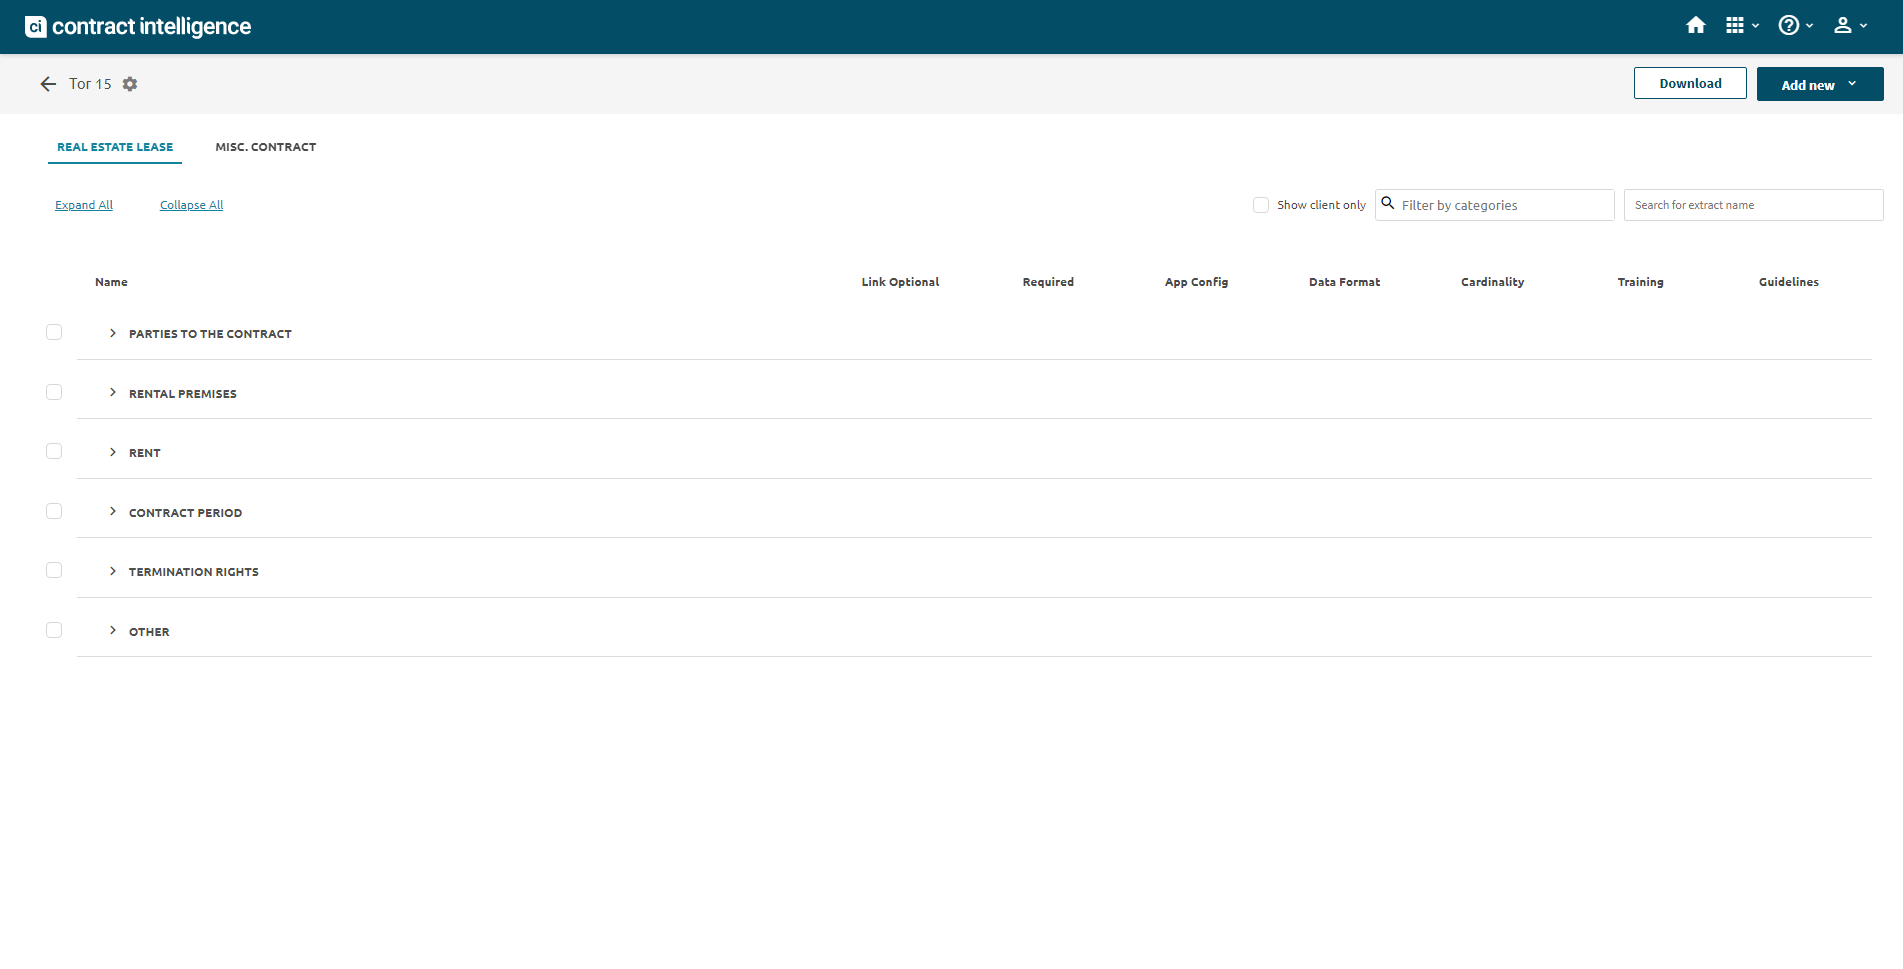 ci contract intelligence
Tor 15
Download
Add new
REAL ESTATE LEASE
MISC. CONTRACT
Expand All
Collapse All
Show client only
Filter by categories
Search for extract name
Name
Link Optional
Required
App Config
Data Format
Cardinality
Training
Guidelines
PARTIES TO THE CONTRACT
RENTAL PREMISES
RENT
CONTRACT PERIOD
TERMINATION RIGHTS
OTHER